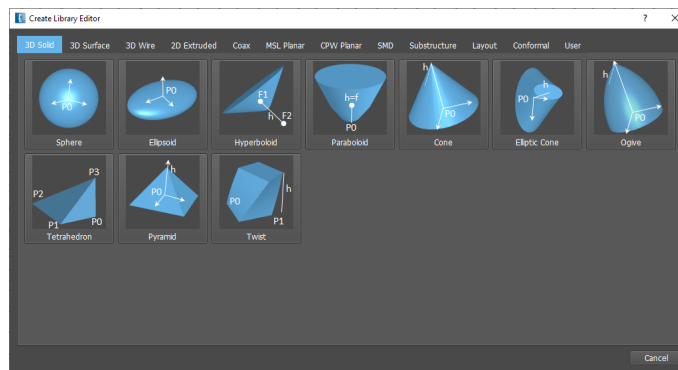 Create Library Editor
? ×
3D Solid 3D Surface 3D Wire 2D Extruded Coax MSL Planar CPW Planar SMD Substructure Layout Conformal User
P0
P0
F1
h
F2
h=f
P0
h
P0
P0
h
h
P0
Sphere Ellipsoid Hyperboloid Paraboloid Cone Elliptic Cone Ogive
P3
P2
P1
P0
h
P0
P0
h
P1
Tetrahedron Pyramid Twist
Cancel